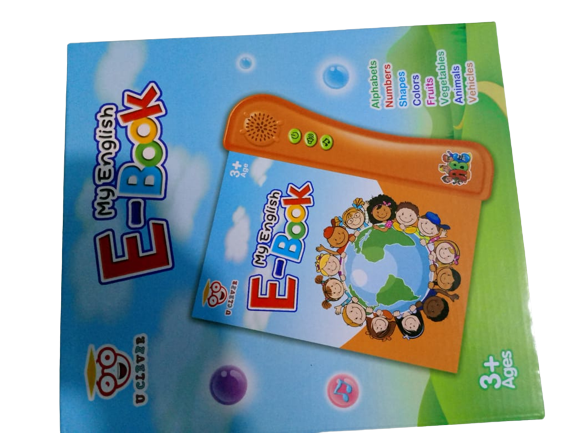 U CLEVER
My English
E-Book
Alphabets
Numbers
Shapes
Colors
Fruits
Vegetables
Animals
Vehicles
3+
Age
U CLEVER
My English
E-Book
ABC
3+
Ages